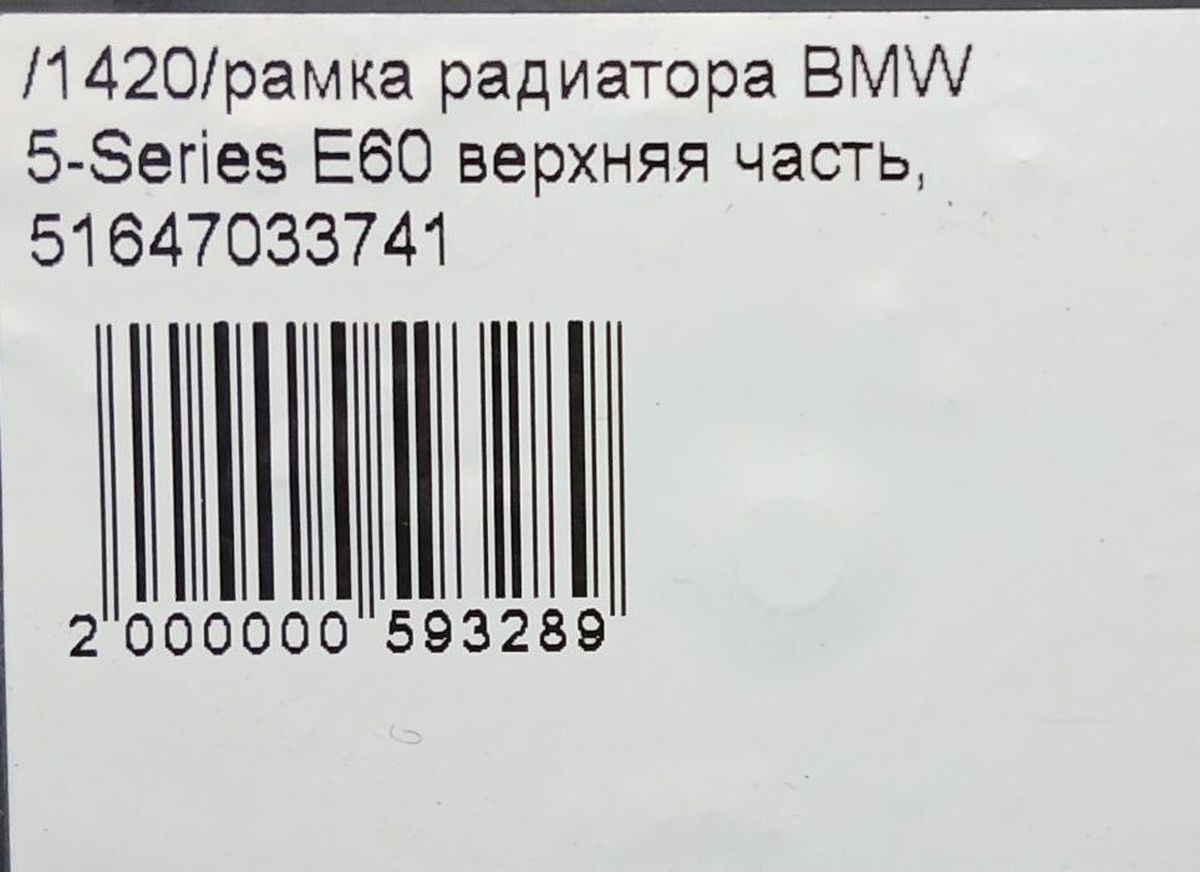 /1420/рамка радиатора BMW
5-Series E60 верхняя часть,
51647033741
2 000000 593289